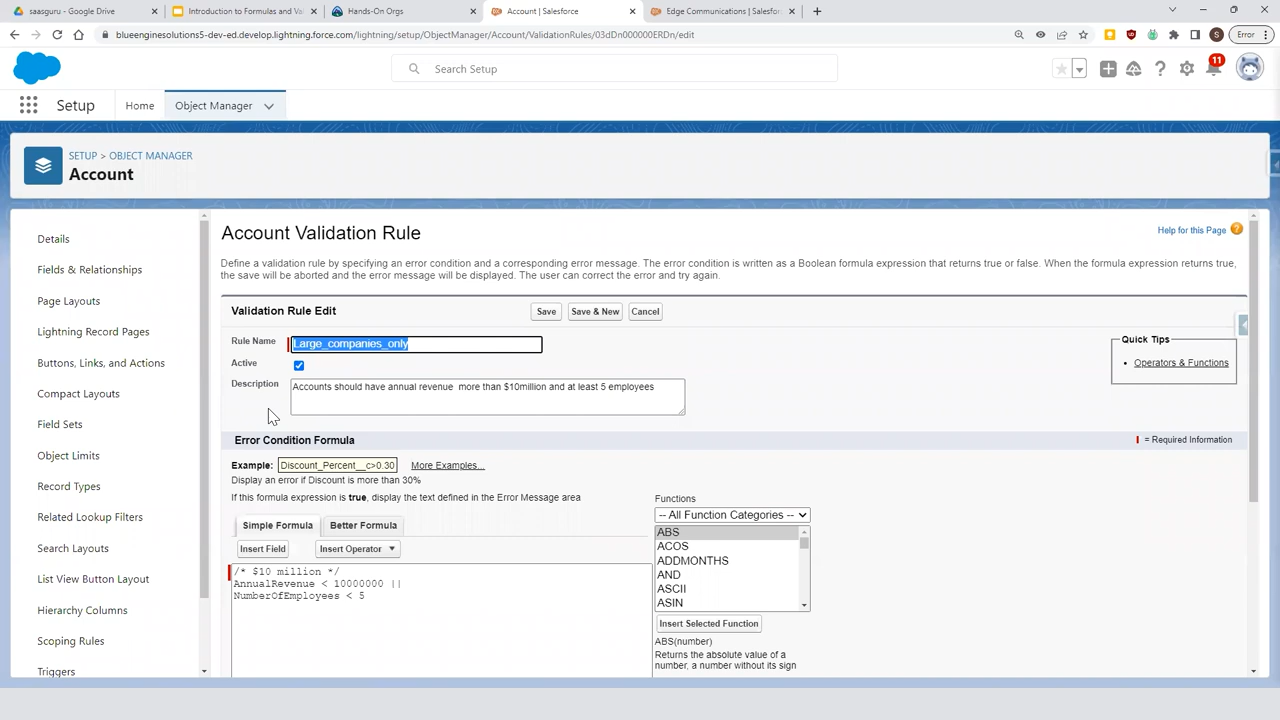 saasguru - Google Drive
Introduction to Formulas and Val
Hands-On Orgs
Account | Salesforce
Edge Communications | Salesfor
blueenginesolutions5-dev-ed.develop.lightning.force.com/lightning/setup/ObjectManager/Account/ValidationRules/03dDn000000ERDn/edit
S
Error
Search Setup
11
Setup
Home
Object Manager
SETUP > OBJECT MANAGER
Account
Details
Fields & Relationships
Page Layouts
Lightning Record Pages
Buttons, Links, and Actions
Compact Layouts
Field Sets
Object Limits
Record Types
Related Lookup Filters
Search Layouts
List View Button Layout
Hierarchy Columns
Scoping Rules
Triggers
Account Validation Rule
Help for this Page
Define a validation rule by specifying an error condition and a corresponding error message. The error condition is written as a Boolean formula expression that returns true or false. When the formula expression returns true,
the save will be aborted and the error message will be displayed. The user can correct the error and try again.
Validation Rule Edit
Save
Save & New
Cancel
Rule Name
Large_companies_only
Active
Description
Accounts should have annual revenue  more than $10million and at least 5 employees
Quick Tips
• Operators & Functions
Error Condition Formula
= Required Information
Example:
Discount_Percent__c>0.30
More Examples...
Display an error if Discount is more than 30%
If this formula expression is true, display the text defined in the Error Message area
Simple Formula
Better Formula
Insert Field
Insert Operator
/* $10 million */
AnnualRevenue < 10000000 ||
NumberOfEmployees < 5
Functions
-- All Function Categories --
ABS
ACOS
ADDMONTHS
AND
ASCII
ASIN
Insert Selected Function
ABS(number)
Returns the absolute value of a
number, a number without its sign